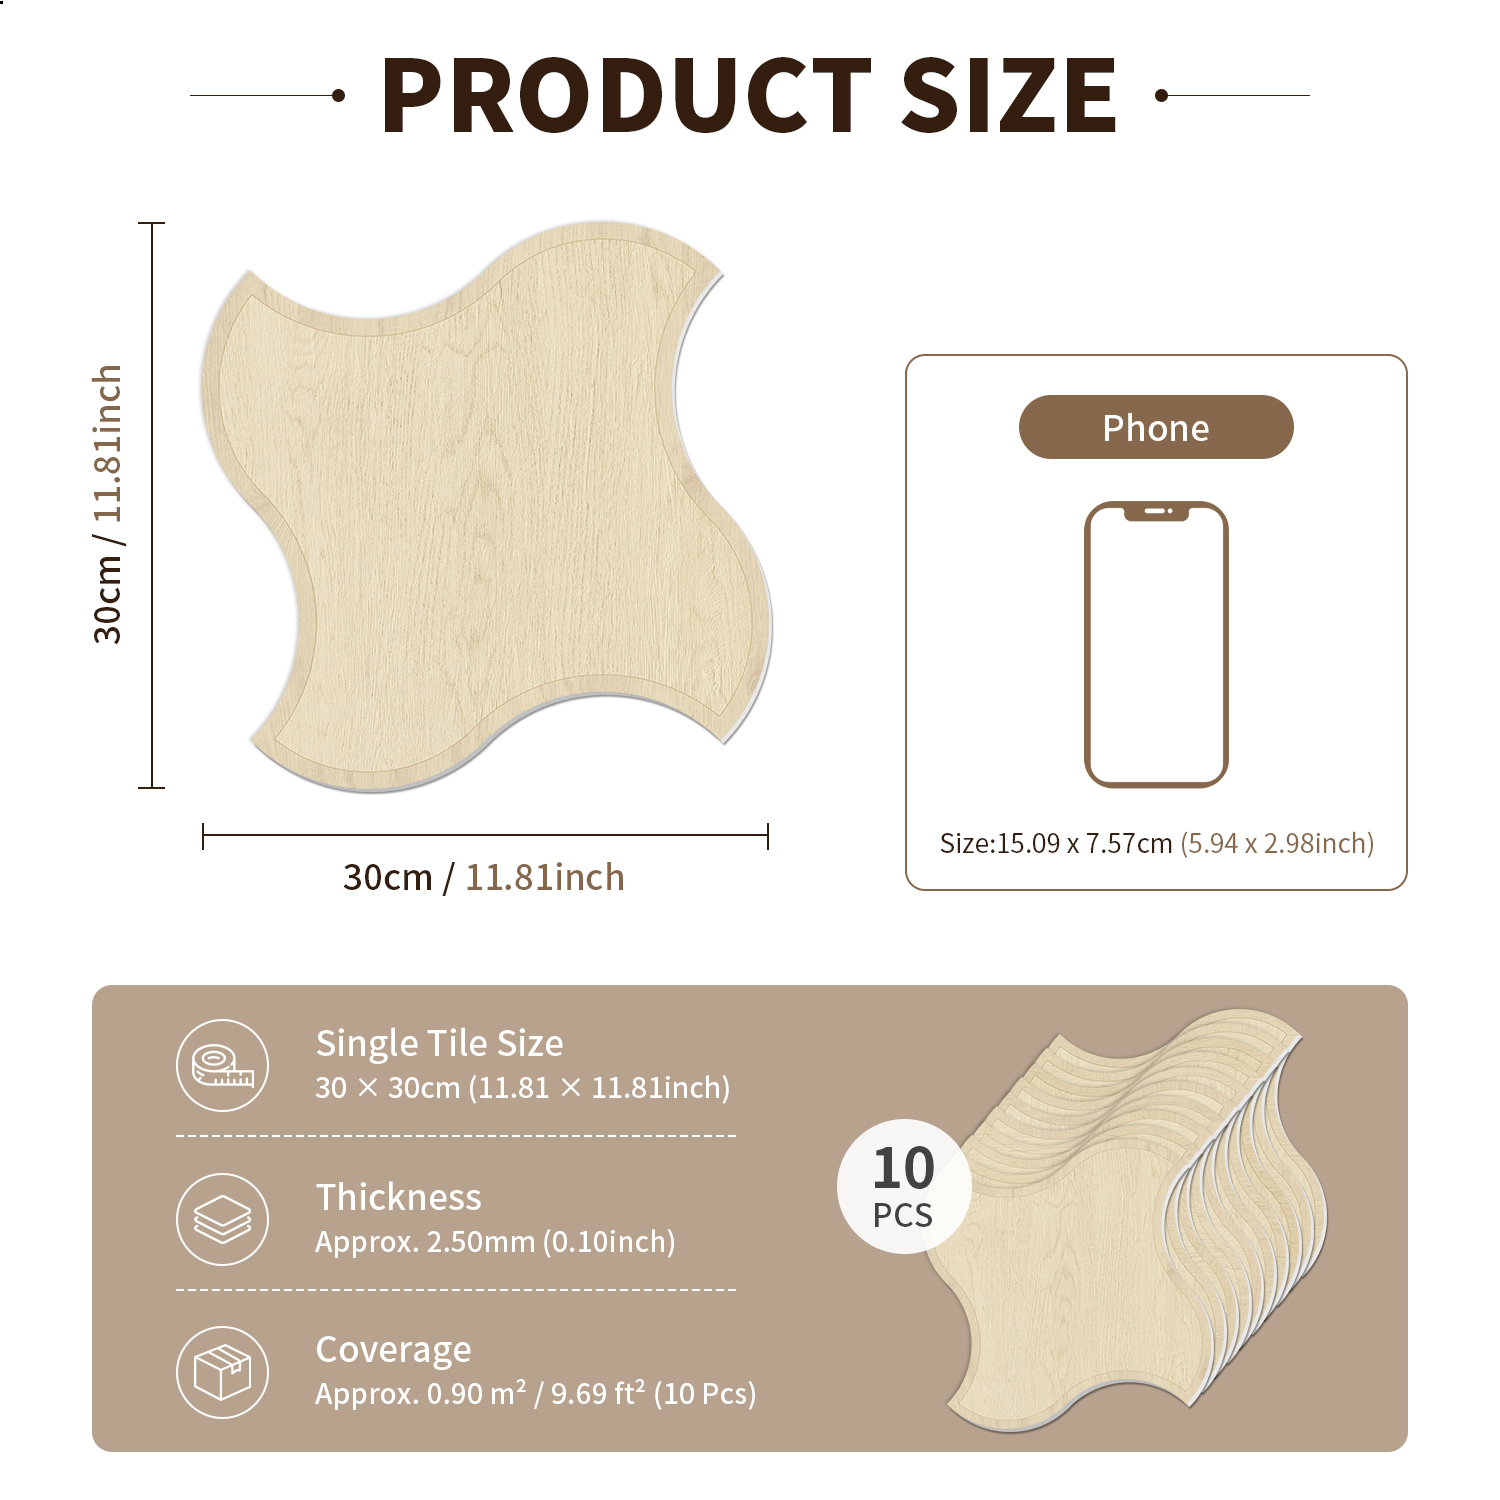 PRODUCT SIZE
30cm / 11.81inch
30cm / 11.81inch
Phone
Size:15.09 x 7.57cm (5.94 x 2.98inch)
Single Tile Size
30 × 30cm (11.81 × 11.81inch)
Thickness
Approx. 2.50mm (0.10inch)
Coverage
Approx. 0.90 m² / 9.69 ft² (10 Pcs)
10
PCS